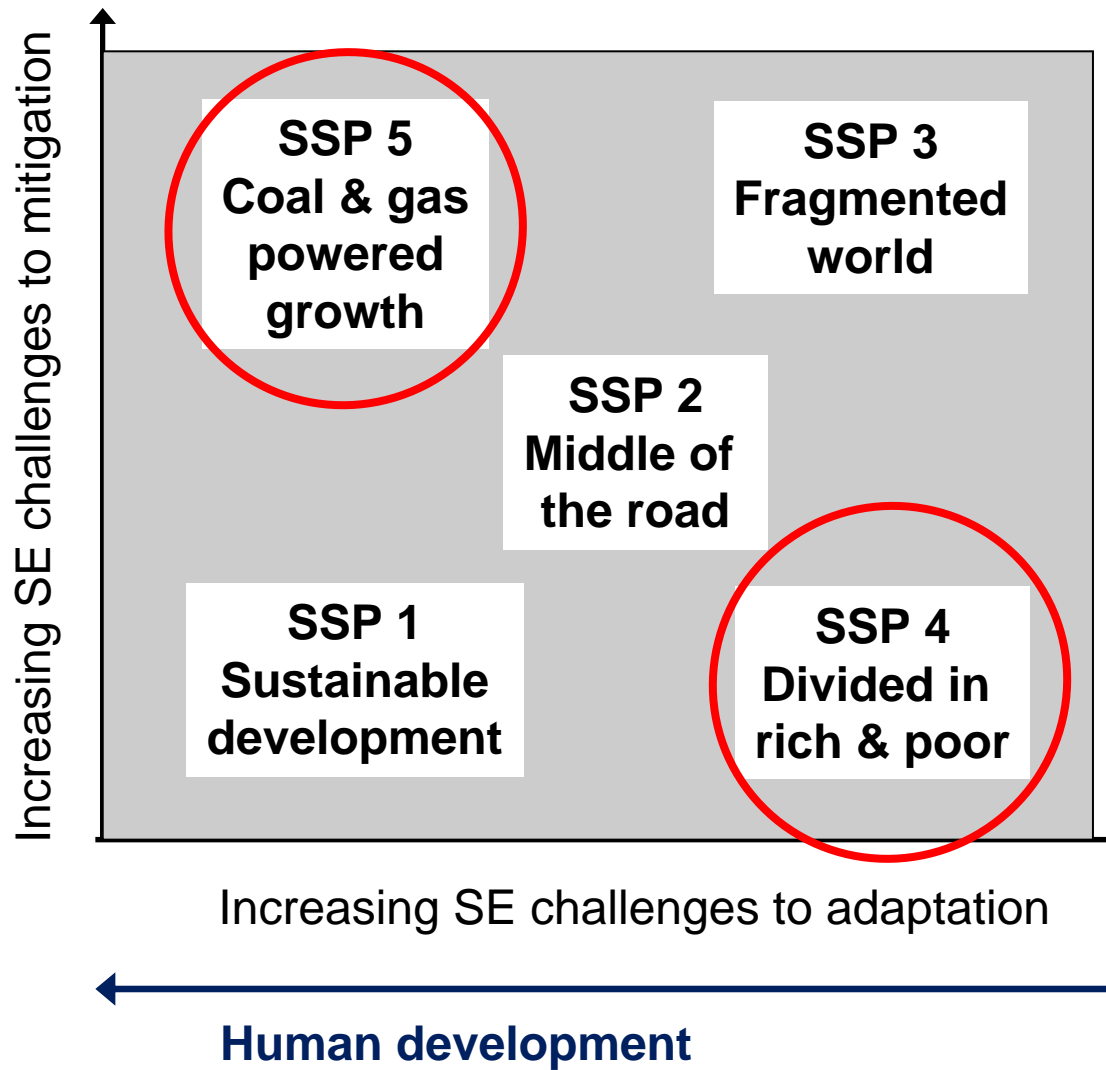 Increasing SE challenges to mitigation
SSP 5
Coal & gas
powered
growth
SSP 3
Fragmented
world
SSP 2
Middle of
the road
SSP 1
Sustainable
development
SSP 4
Divided in
rich & poor
Increasing SE challenges to adaptation
Human development